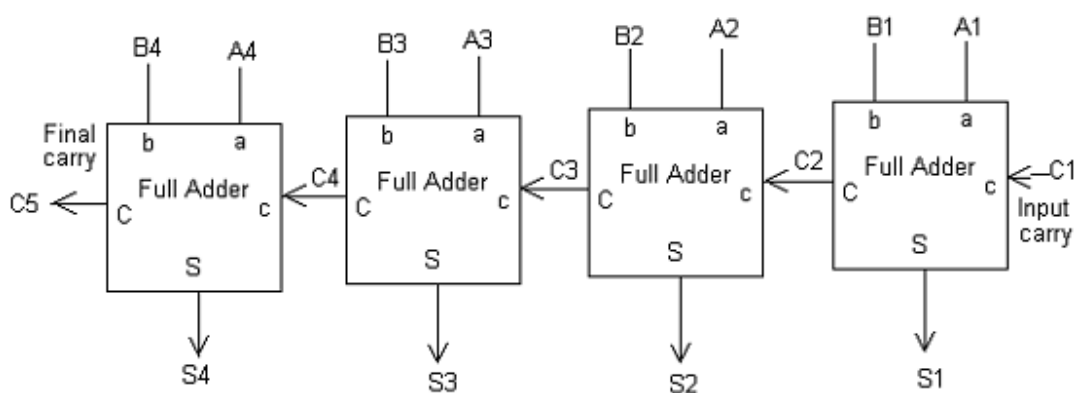 B4 A4 B3 A3 B2 A2 B1 A1
Final
carry
b a b a b a b a
Full Adder C4 Full Adder C3 Full Adder C2 Full Adder C1
C5 C c C c C c C c
Input
carry
S S S S
S4 S3 S2 S1